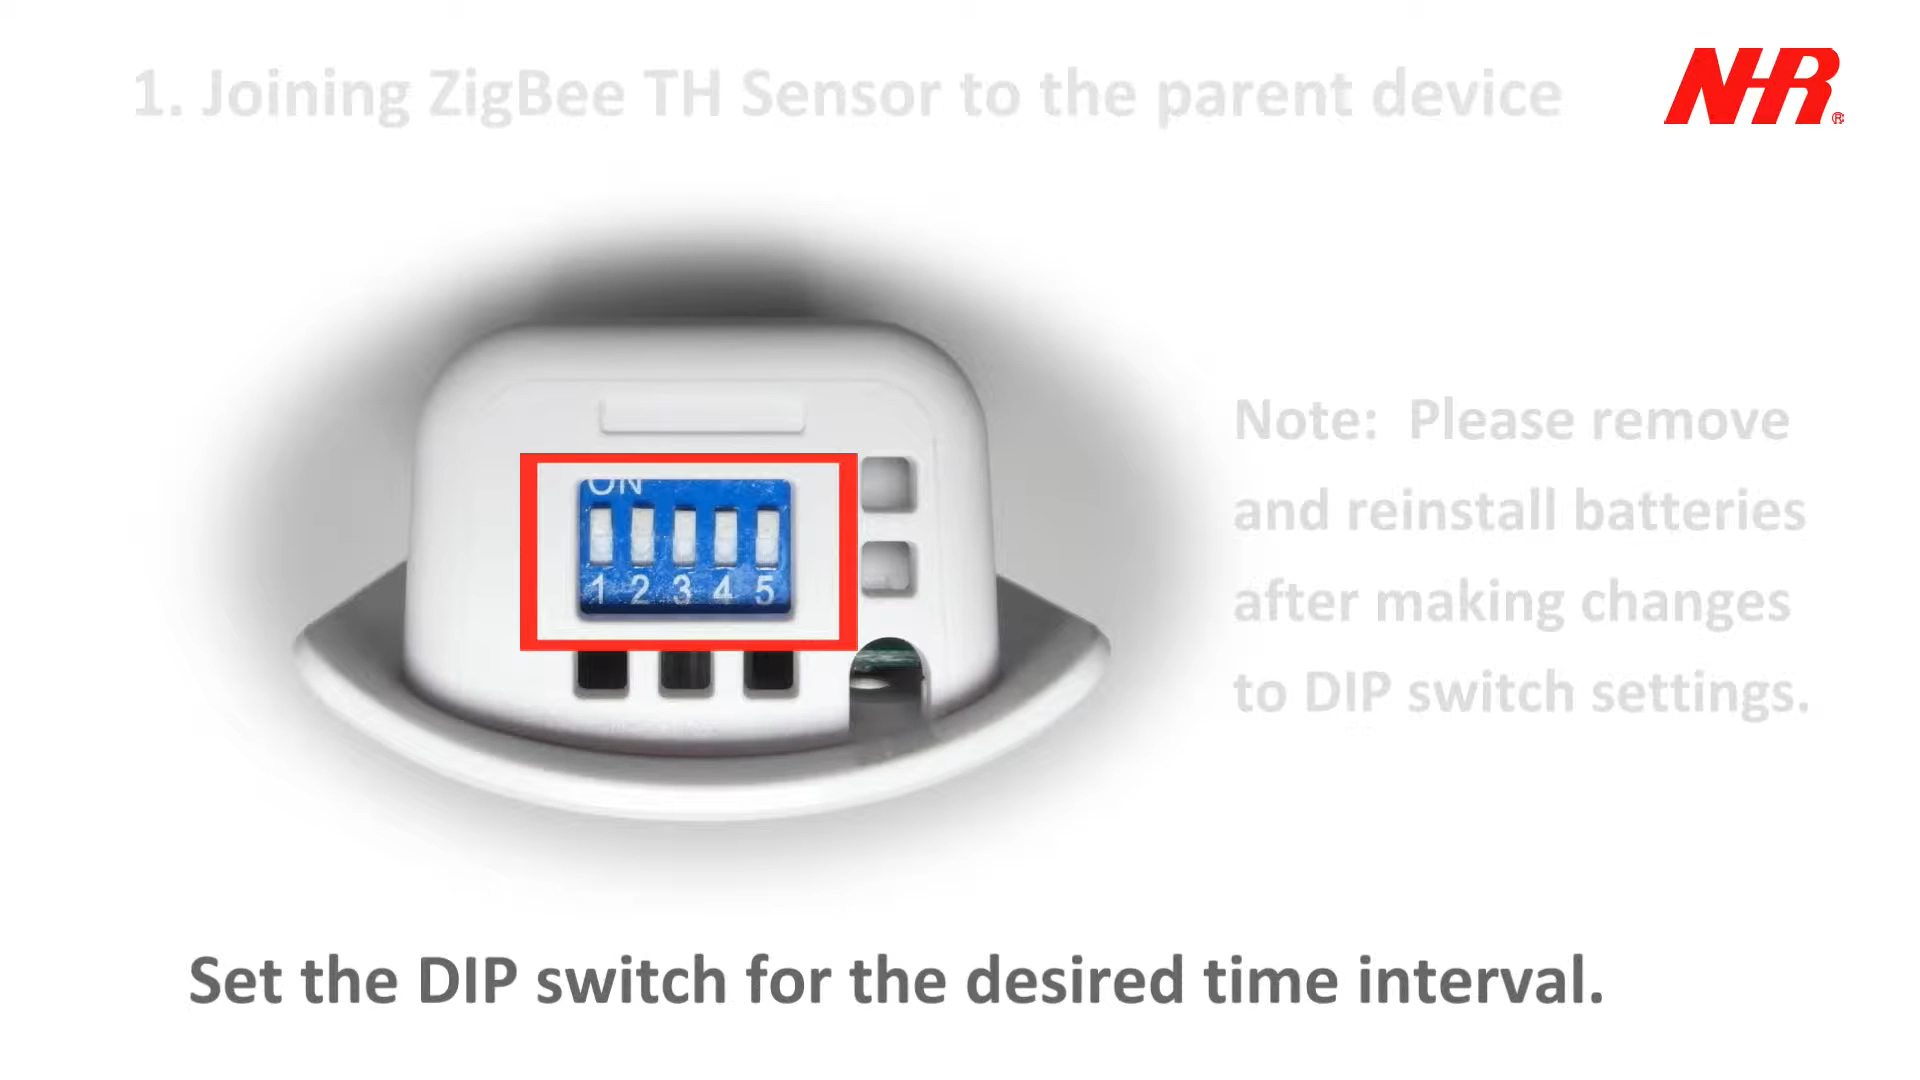 1. Joining ZigBee TH Sensor to the parent device
NHR®
ON
1 2 3 4 5
Note: Please remove
and reinstall batteries
after making changes
to DIP switch settings.
Set the DIP switch for the desired time interval.